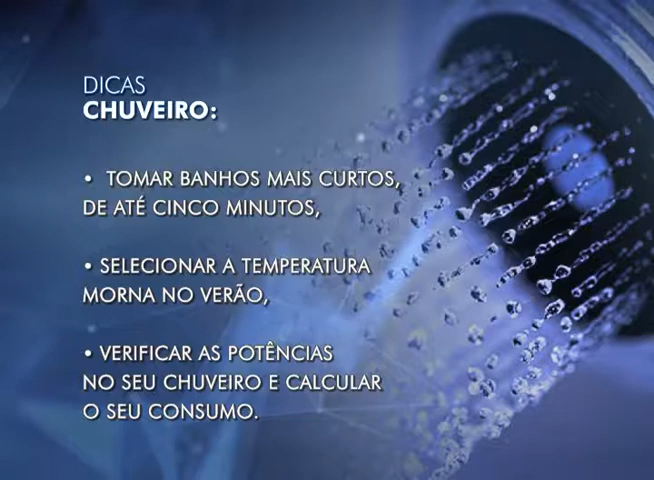 DICAS
CHUVEIRO:
• TOMAR BANHOS MAIS CURTOS,
DE ATÉ CINCO MINUTOS,
• SELECIONAR A TEMPERATURA
MORNA NO VERÃO,
• VERIFICAR AS POTÊNCIAS
NO SEU CHUVEIRO E CALCULAR
O SEU CONSUMO.